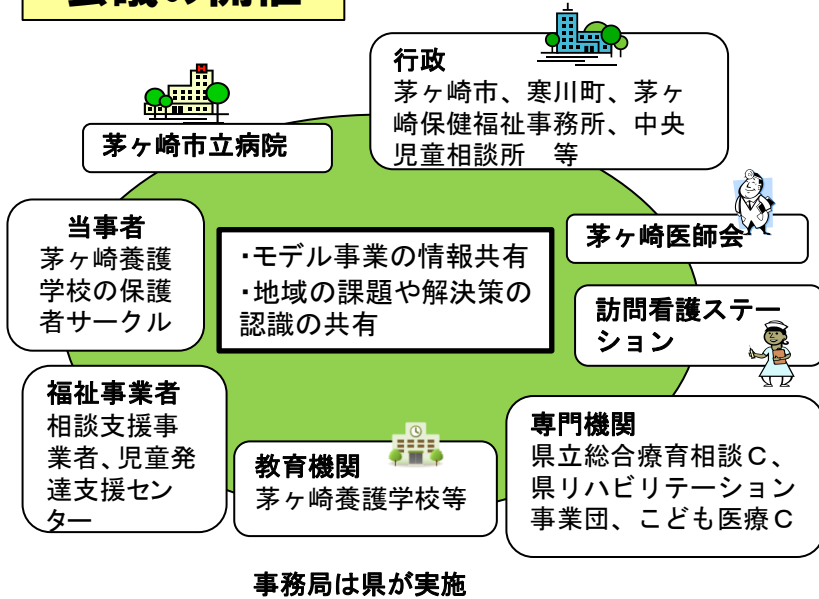 会議の開催
行政
茅ヶ崎市、寒川町、茅ヶ
崎保健福祉事務所、中央
児童相談所　等
茅ヶ崎市立病院
当事者
茅ヶ崎養護
学校の保護
者サークル
・モデル事業の情報共有
・地域の課題や解決策の
認識の共有
茅ヶ崎医師会
訪問看護ステー
ション
福祉事業者
相談支援事
業者、児童発
達支援セン
ター
教育機関
茅ヶ崎養護学校等
専門機関
県立総合療育相談Ｃ、
県リハビリテーション
事業団、こども医療Ｃ
事務局は県が実施